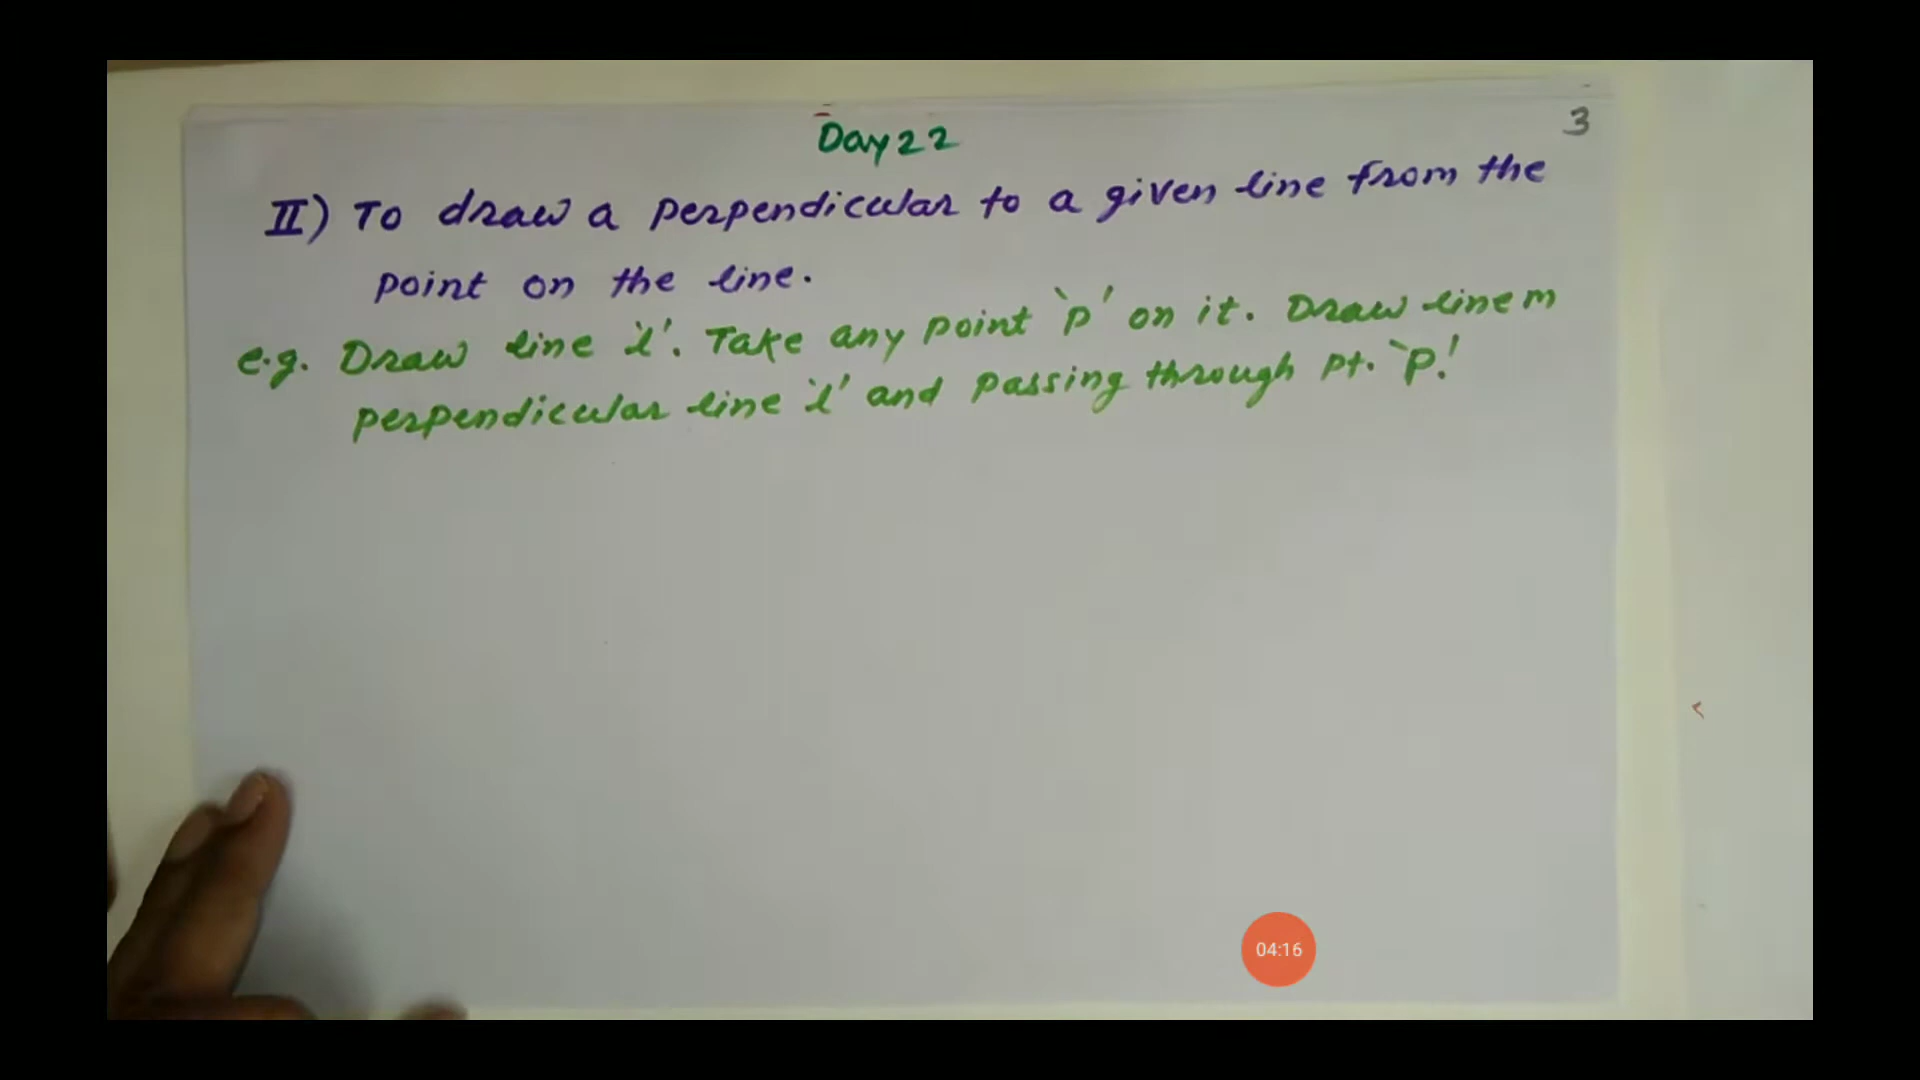 Day 22
3
II) To draw a perpendicular to a given line from the
point on the line.
e.g. Draw line 'l'. Take any point `P' on it. Draw line m
perpendicular line 'l' and passing through pt. `P'.
04:16